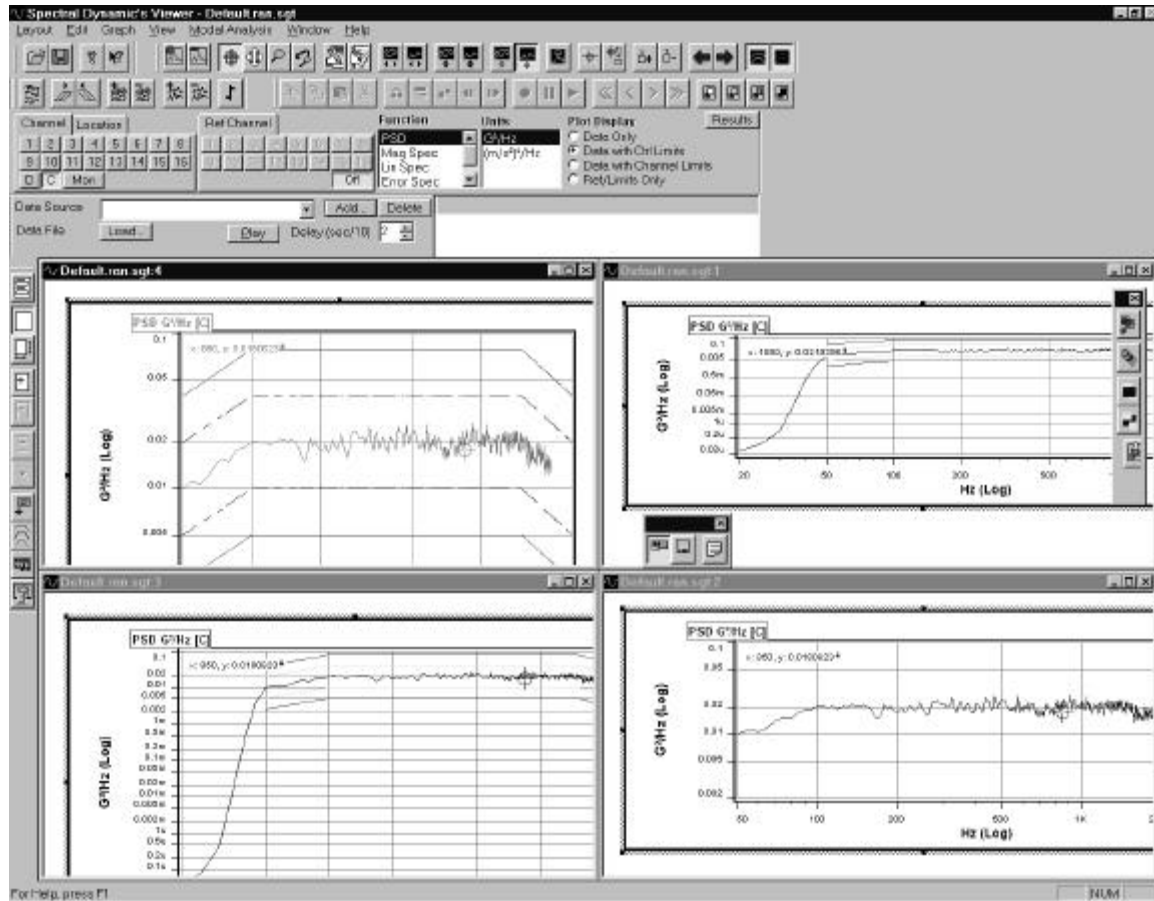 Spectral Dynamic's Viewer - Default.ran.sgt
Layout Edit Graph View Modal Analysis Window Help
Channel Location Ref Channel Function Units Plot Display Results
1 2 3 4 5 6 7 8
9 10 11 12 13 14 15 16
D C Mon Off
PSD
Mag Spec
Lin Spec
Error Spec
G²/Hz
(m/s²)²/Hz
Data Only
Data with Ctrl Limits
Data with Channel Limits
Ref/Limits Only
Data Source Add... Delete
Data File Load... Play Delay (sec/10) 2
Default.ran.sgt:4
PSD G²/Hz [C]
0.1
0.05
0.02
0.01
G²/Hz (Log)
Default.ran.sgt:1
PSD G²/Hz [C]
0.1
G²/Hz (Log)
20 50 100 200 500
Hz (Log)
Default.ran.sgt:3
PSD G²/Hz [C]
0.1
0.02
0.01
0.005
G²/Hz (Log)
Default.ran.sgt:2
PSD G²/Hz [C]
0.1
0.05
0.02
0.01
0.005
0.002
G²/Hz (Log)
50 100 200 500 1K
Hz (Log)
For Help, press F1 NUM